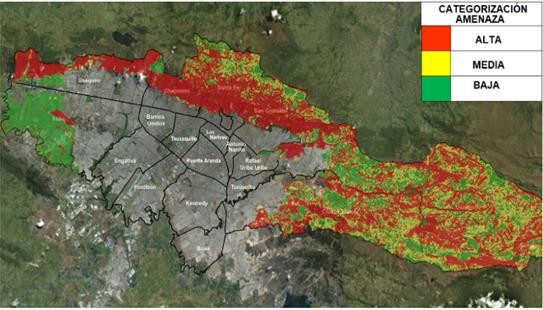 CATEGORIZACIÓN
AMENAZA
ALTA
MEDIA
BAJA
Usaquén
Chapinero
Santa Fe
San Cristóbal
Barrios
Unidos
Teusaquillo
Los
Mártires
Antonio
Nariño
Engativá
Puente Aranda
Rafael
Uribe Uribe
Fontibón
Tunjuelito
Kennedy
Bosa